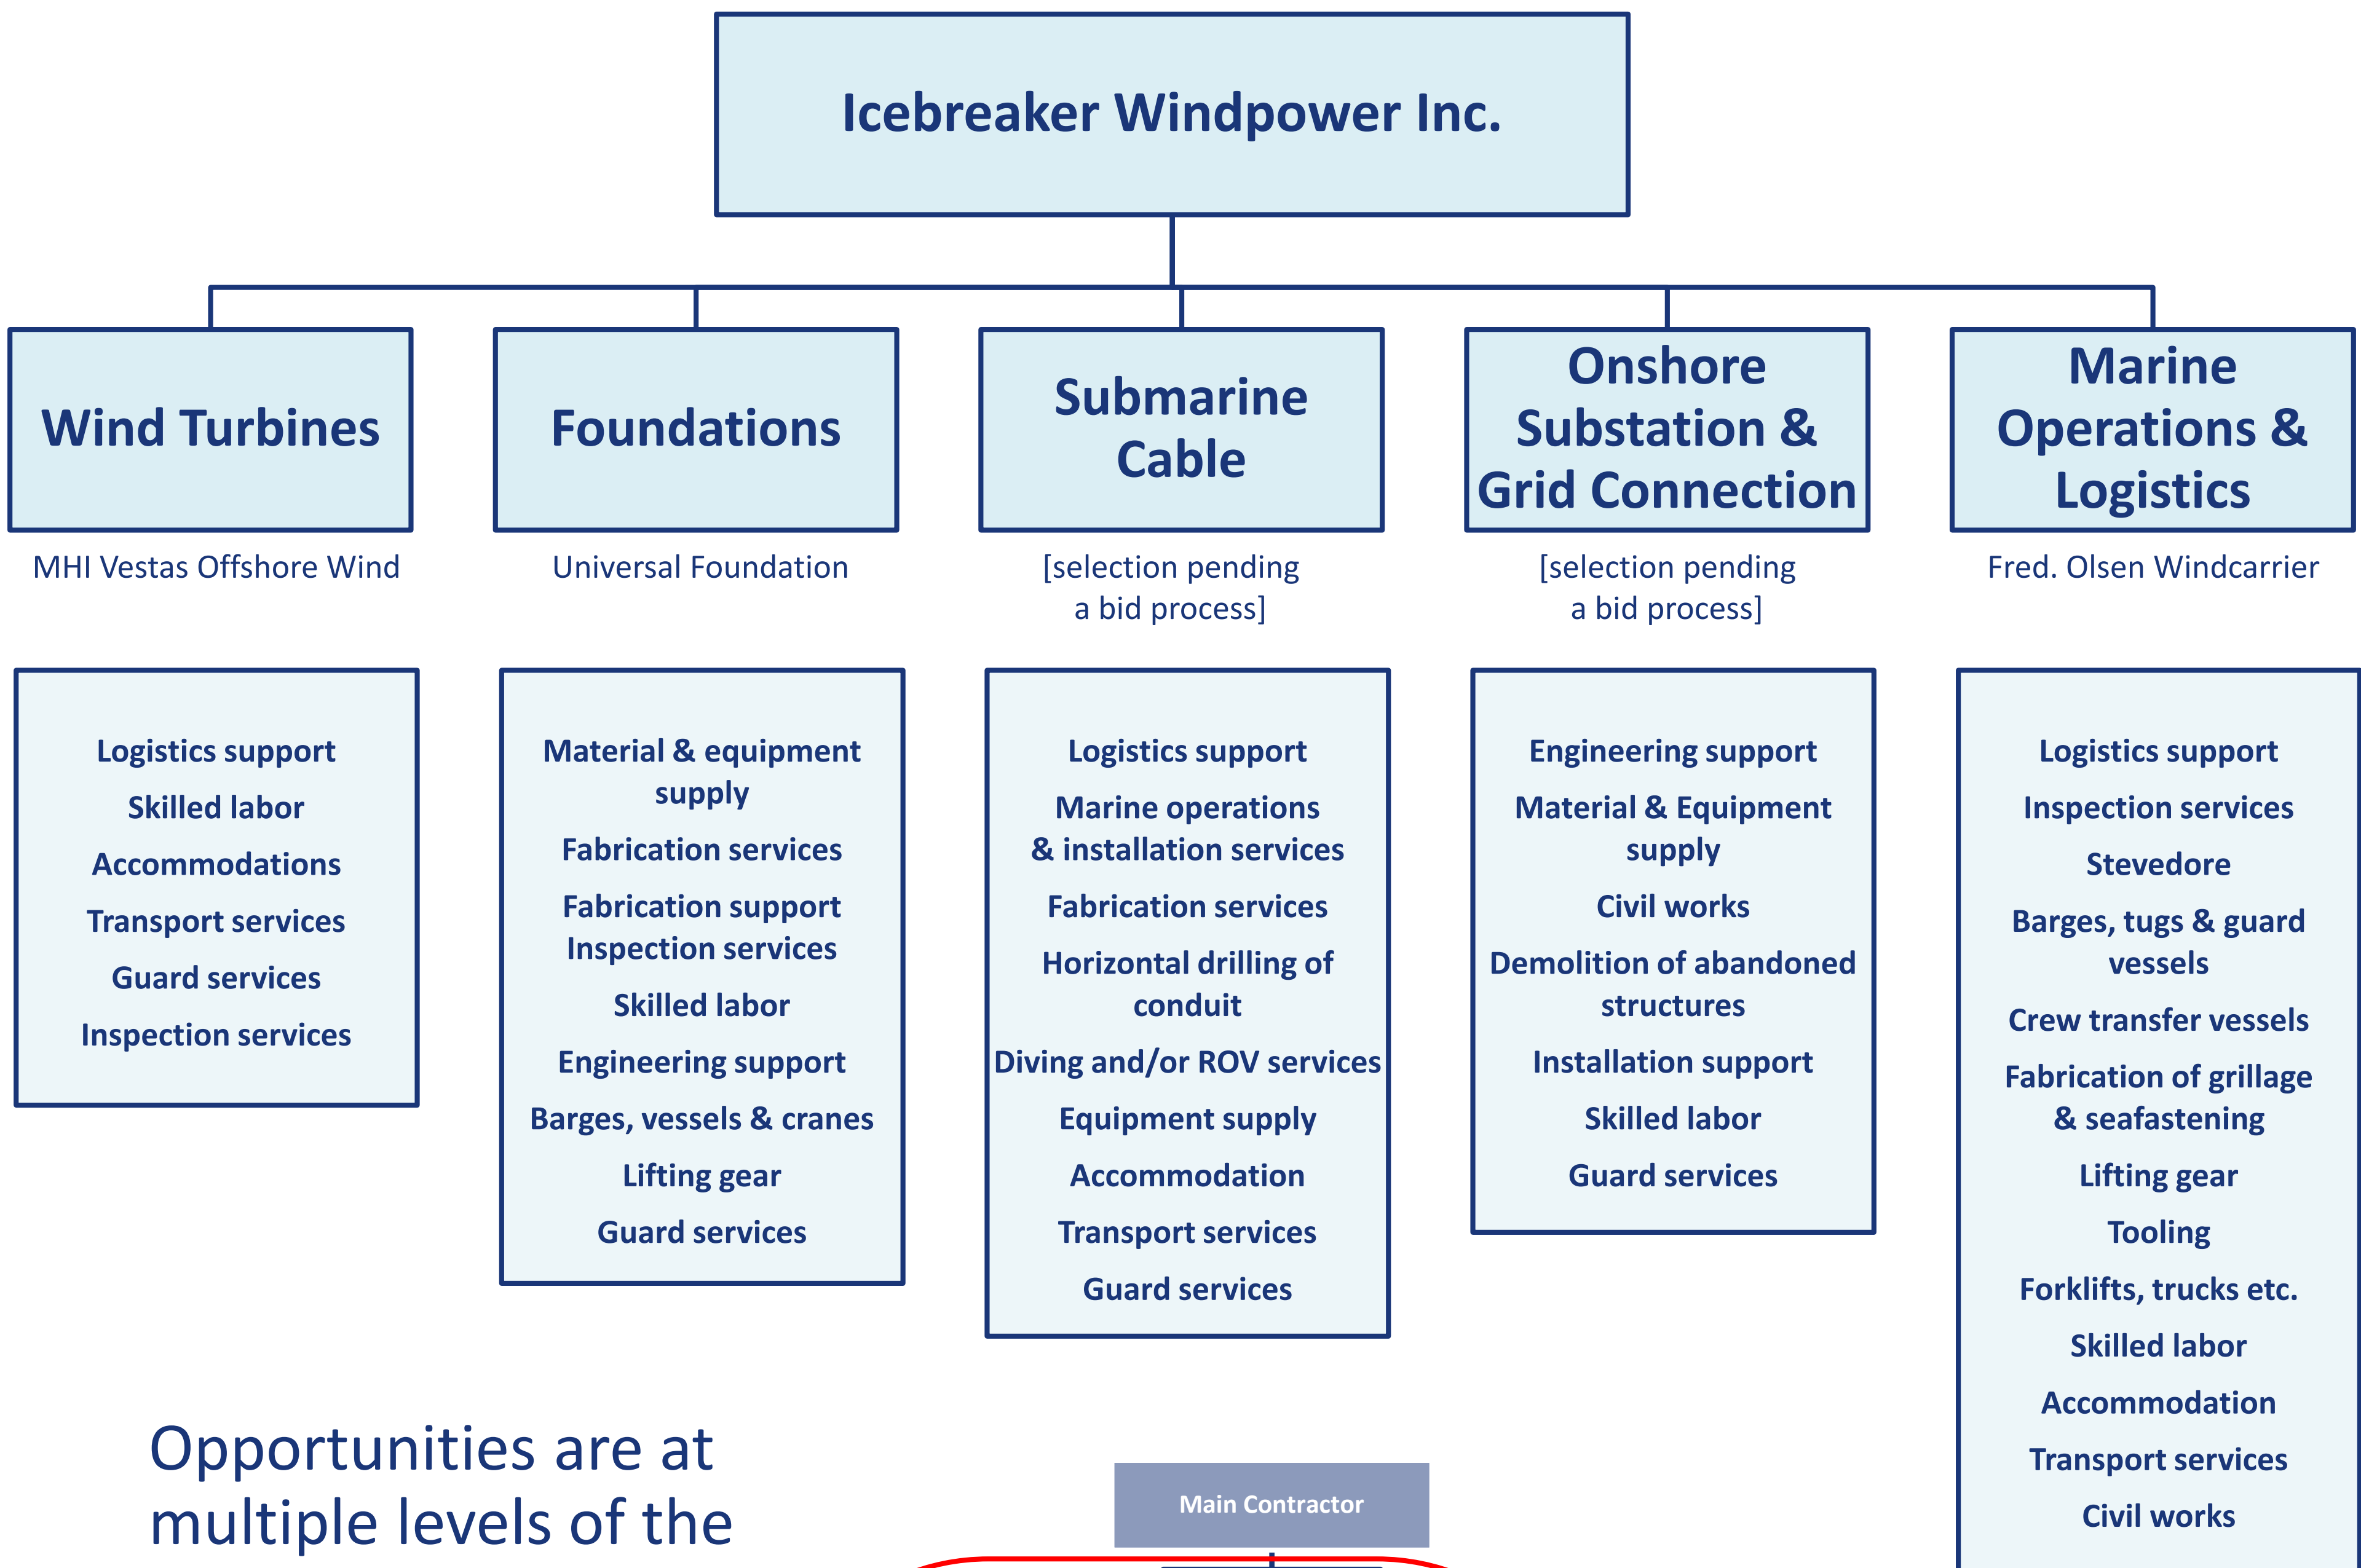 Icebreaker Windpower Inc.
Wind Turbines
MHI Vestas Offshore Wind
Logistics support
Skilled labor
Accommodations
Transport services
Guard services
Inspection services
Foundations
Universal Foundation
Material & equipment
supply
Fabrication services
Fabrication support
Inspection services
Skilled labor
Engineering support
Barges, vessels & cranes
Lifting gear
Guard services
Submarine
Cable
[selection pending
a bid process]
Logistics support
Marine operations
& installation services
Fabrication services
Horizontal drilling of
conduit
Diving and/or ROV services
Equipment supply
Accommodation
Transport services
Guard services
Onshore
Substation &
Grid Connection
[selection pending
a bid process]
Engineering support
Material & Equipment
supply
Civil works
Demolition of abandoned
structures
Installation support
Skilled labor
Guard services
Marine
Operations &
Logistics
Fred. Olsen Windcarrier
Logistics support
Inspection services
Stevedore
Barges, tugs & guard
vessels
Crew transfer vessels
Fabrication of grillage
& seafastening
Lifting gear
Tooling
Forklifts, trucks etc.
Skilled labor
Accommodation
Transport services
Civil works
Opportunities are at
multiple levels of the
Main Contractor